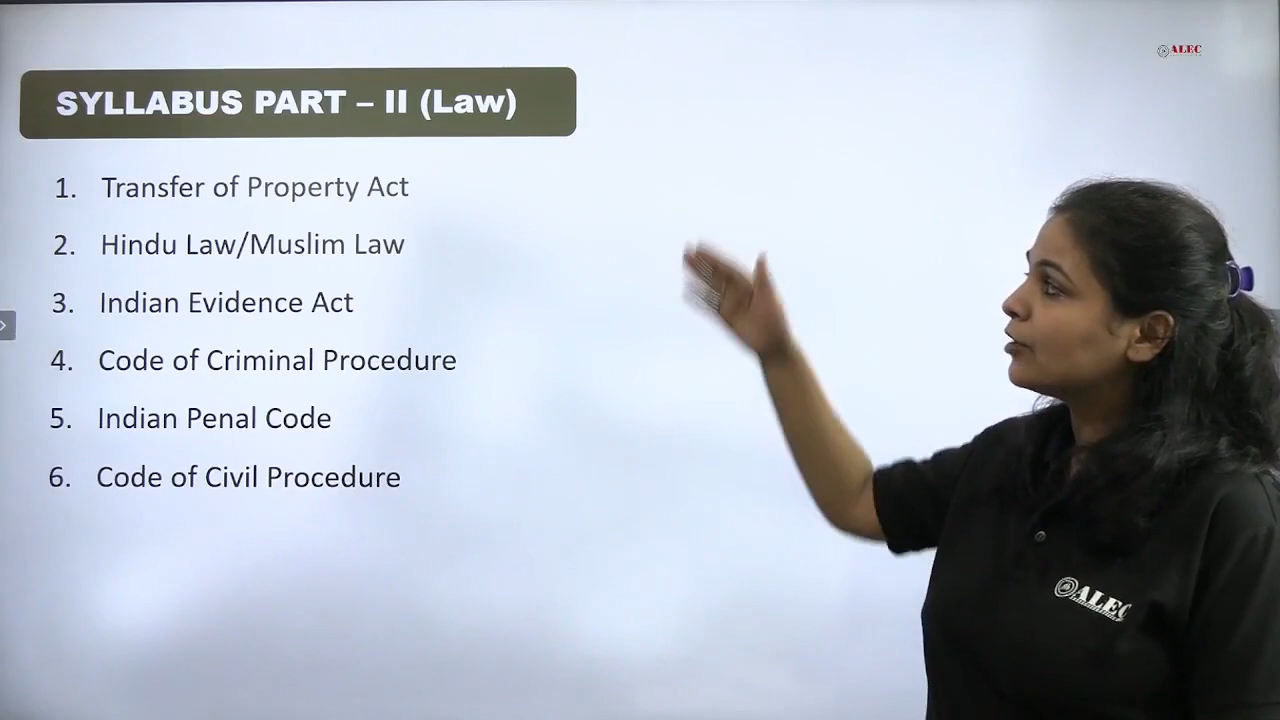 ALEC
SYLLABUS PART – II (Law)
1. Transfer of Property Act
2. Hindu Law/Muslim Law
3. Indian Evidence Act
4. Code of Criminal Procedure
5. Indian Penal Code
6. Code of Civil Procedure
ALEC